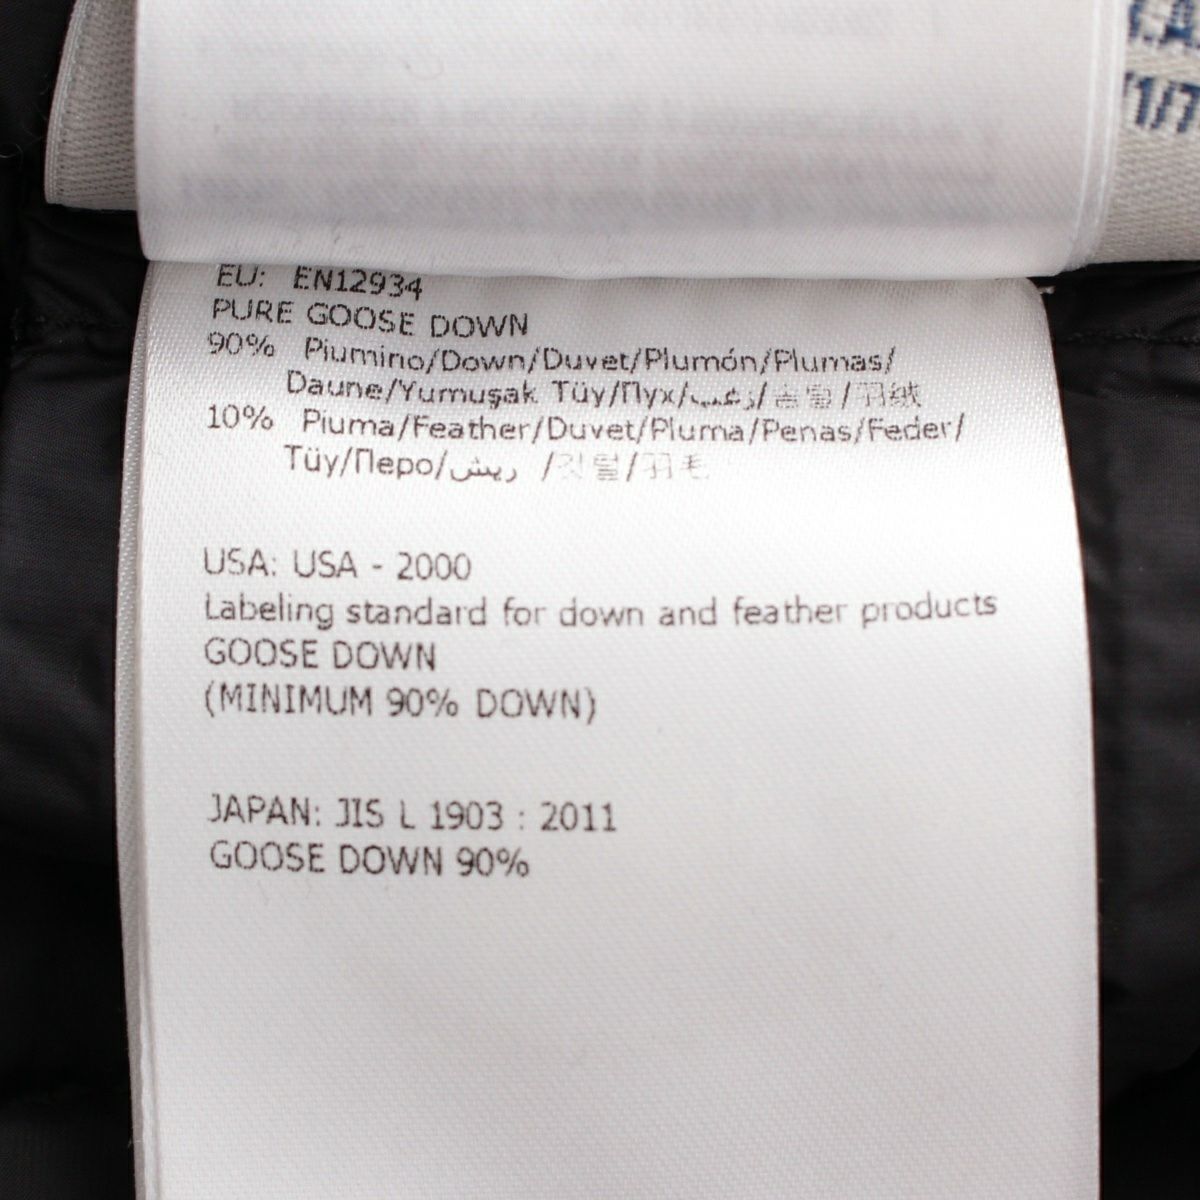 1/7
EU: EN12934
PURE GOOSE DOWN
90% Piumino/Down/Duvet/Plumón/Plumas/
Daune/Yumuşak Tüy/Пух/زغب/솜털/羽绒
10% Piuma/Feather/Duvet/Pluma/Penas/Feder/
Tüy/Перо/ريش /깃털/羽毛
USA: USA - 2000
Labeling standard for down and feather products
GOOSE DOWN
(MINIMUM 90% DOWN)
JAPAN: JIS L 1903 : 2011
GOOSE DOWN 90%